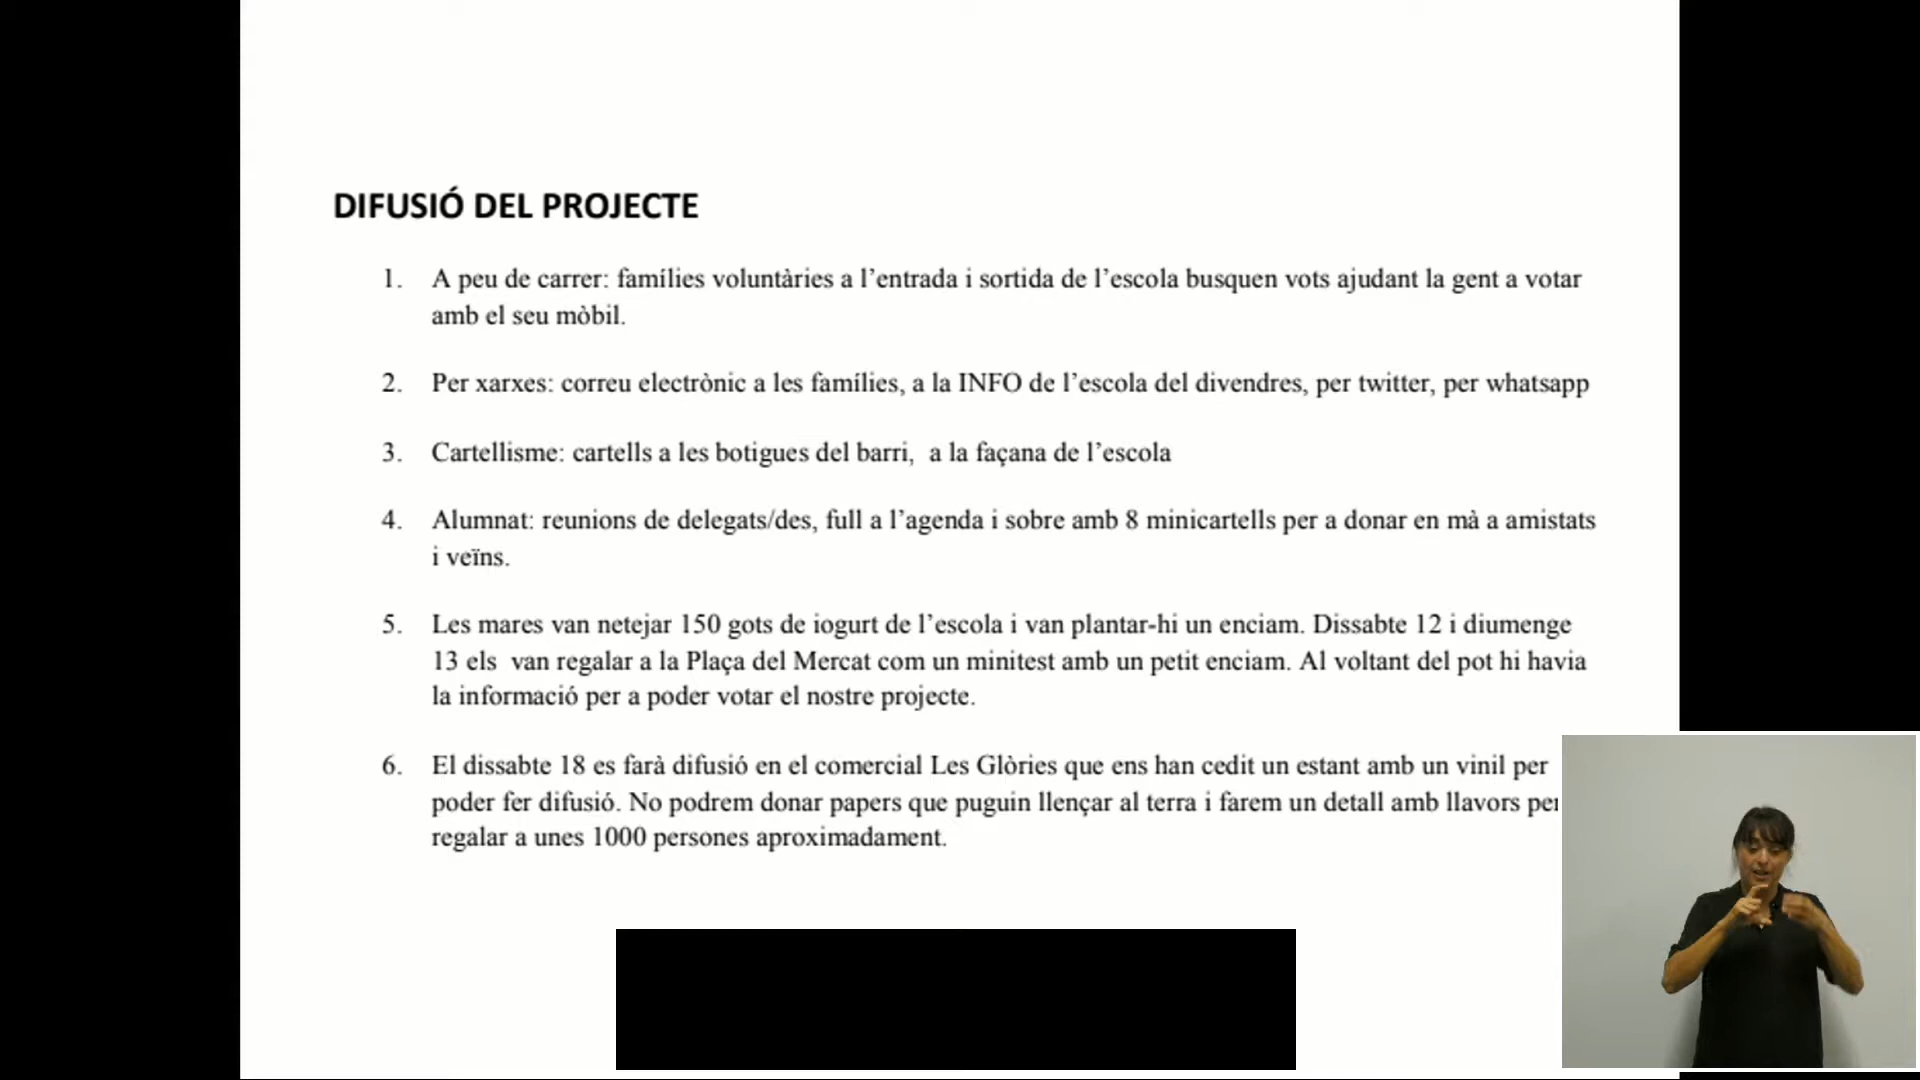 DIFUSIÓ DEL PROJECTE
1. A peu de carrer: famílies voluntàries a l’entrada i sortida de l’escola busquen vots ajudant la gent a votar
amb el seu mòbil.
2. Per xarxes: correu electrònic a les famílies, a la INFO de l’escola del divendres, per twitter, per whatsapp
3. Cartellisme: cartells a les botigues del barri, a la façana de l’escola
4. Alumnat: reunions de delegats/des, full a l’agenda i sobre amb 8 minicartells per a donar en mà a amistats
i veïns.
5. Les mares van netejar 150 gots de iogurt de l’escola i van plantar-hi un enciam. Dissabte 12 i diumenge
13 els van regalar a la Plaça del Mercat com un minitest amb un petit enciam. Al voltant del pot hi havia
la informació per a poder votar el nostre projecte.
6. El dissabte 18 es farà difusió en el comercial Les Glòries que ens han cedit un estant amb un vinil per
poder fer difusió. No podrem donar papers que puguin llençar al terra i farem un detall amb llavors per
regalar a unes 1000 persones aproximadament.